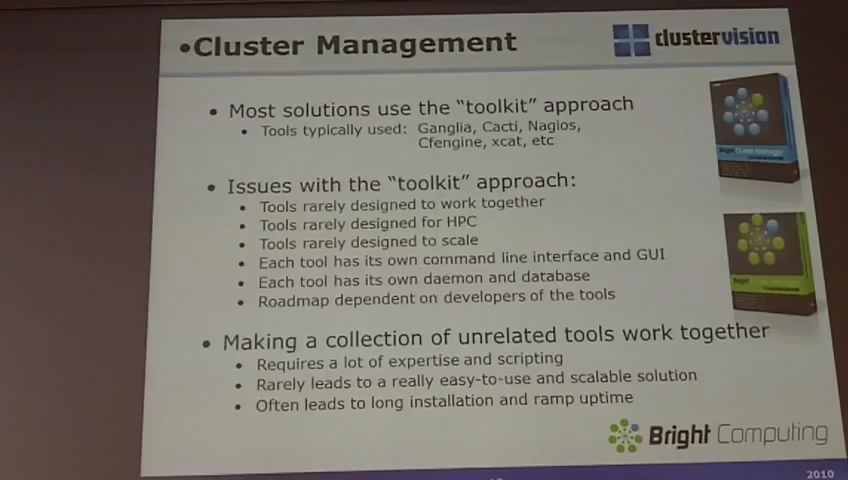 •Cluster Management
clustervision
• Most solutions use the “toolkit” approach
• Tools typically used: Ganglia, Cacti, Nagios,
Cfengine, xcat, etc
• Issues with the “toolkit” approach:
• Tools rarely designed to work together
• Tools rarely designed for HPC
• Tools rarely designed to scale
• Each tool has its own command line interface and GUI
• Each tool has its own daemon and database
• Roadmap dependent on developers of the tools
• Making a collection of unrelated tools work together
• Requires a lot of expertise and scripting
• Rarely leads to a really easy-to-use and scalable solution
• Often leads to long installation and ramp uptime
Bright Cluster Manager
Bright
Bright Computing
2010